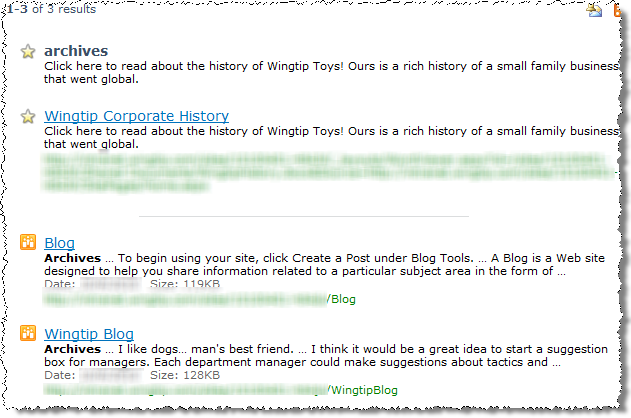 1-3 of 3 results
archives
Click here to read about the history of Wingtip Toys! Ours is a rich history of a small family business
that went global.
Wingtip Corporate History
Click here to read about the history of Wingtip Toys! Ours is a rich history of a small family business
that went global.
Blog
Archives ... To begin using your site, click Create a Post under Blog Tools. ... A Blog is a Web site
designed to help you share information related to a particular subject area in the form of ...
Date: Size: 119KB
/Blog
Wingtip Blog
Archives ... I like dogs... man's best friend. ... I think it would be a great idea to start a suggestion
box for managers. Each department manager could make suggestions about tactics and ...
Date: Size: 128KB
/WingtipBlog